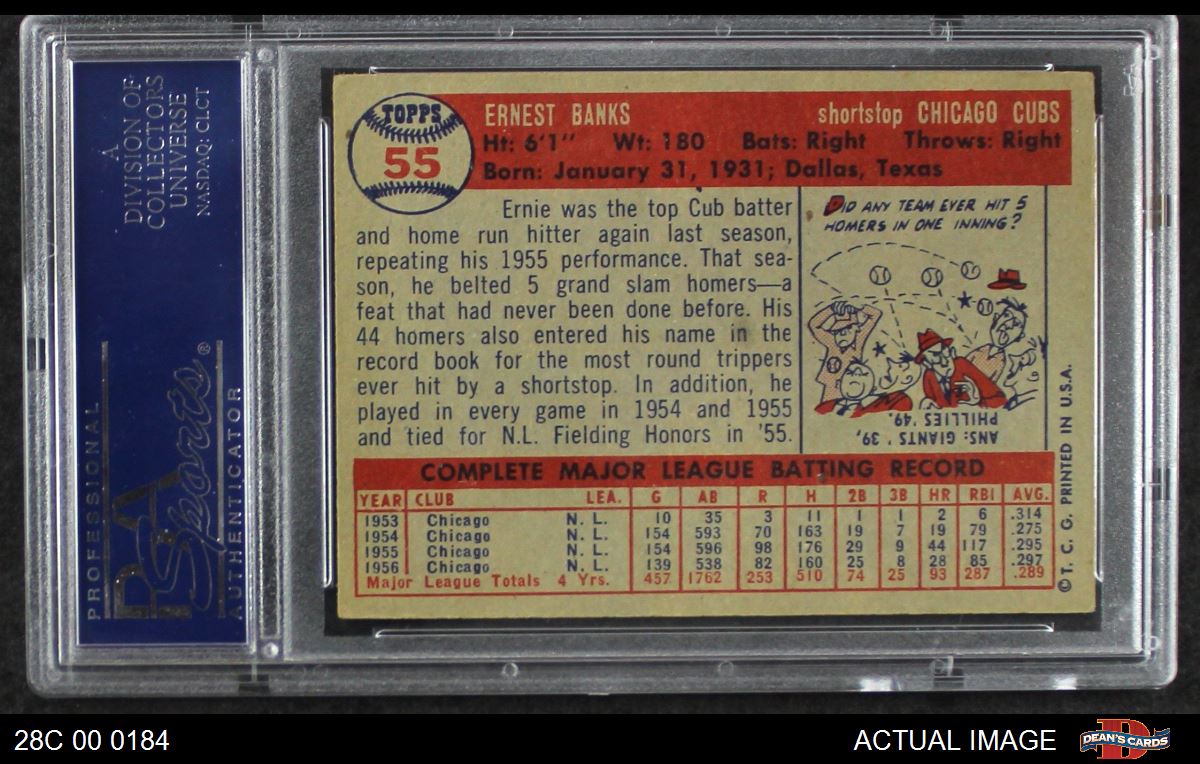 A
DIVISION OF
COLLECTORS
UNIVERSE
NASDAQ: CLCT
PROFESSIONAL
PSA
Sports®
AUTHENTICATOR
TOPPS
55
ERNEST BANKS shortstop CHICAGO CUBS
Ht: 6'1" Wt: 180 Bats: Right Throws: Right
Born: January 31, 1931; Dallas, Texas
Ernie was the top Cub batter
and home run hitter again last season,
repeating his 1955 performance. That sea-
son, he belted 5 grand slam homers—a
feat that had never been done before. His
44 homers also entered his name in the
record book for the most round trippers
ever hit by a shortstop. In addition, he
played in every game in 1954 and 1955
and tied for N.L. Fielding Honors in '55.
DID ANY TEAM EVER HIT 5
HOMERS IN ONE INNING?
ANS: GIANTS '39,
PHILLIES '49.
COMPLETE MAJOR LEAGUE BATTING RECORD
YEAR CLUB LEA. G AB R H 2B 3B HR RBI AVG.
1953 Chicago N. L. 10 35 3 11 1 1 2 6 .314
1954 Chicago N. L. 154 593 70 163 19 7 19 79 .275
1955 Chicago N. L. 154 596 98 176 29 9 44 117 .295
1956 Chicago N. L. 139 538 82 160 25 8 28 85 .297
Major League Totals 4 Yrs. 457 1762 253 510 74 25 93 287 .289
© T. C. G. PRINTED IN U.S.A.
28C 00 0184
ACTUAL IMAGE
DEAN'S CARDS